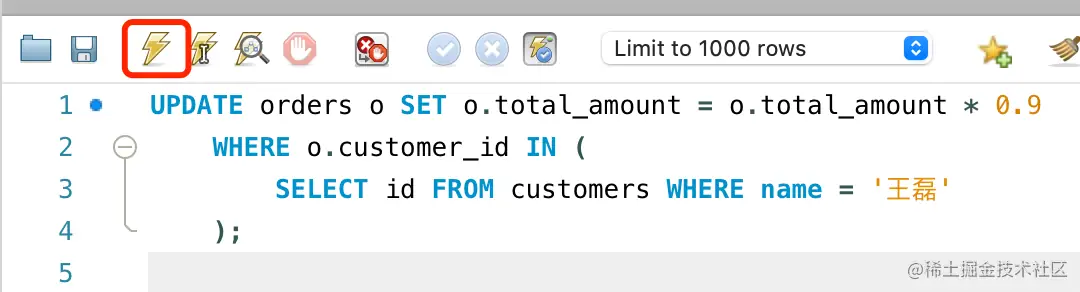 Limit to 1000 rows
1 UPDATE orders o SET o.total_amount = o.total_amount * 0.9
2 WHERE o.customer_id IN (
3 SELECT id FROM customers WHERE name = '王磊'
4 );
5
@稀土掘金技术社区